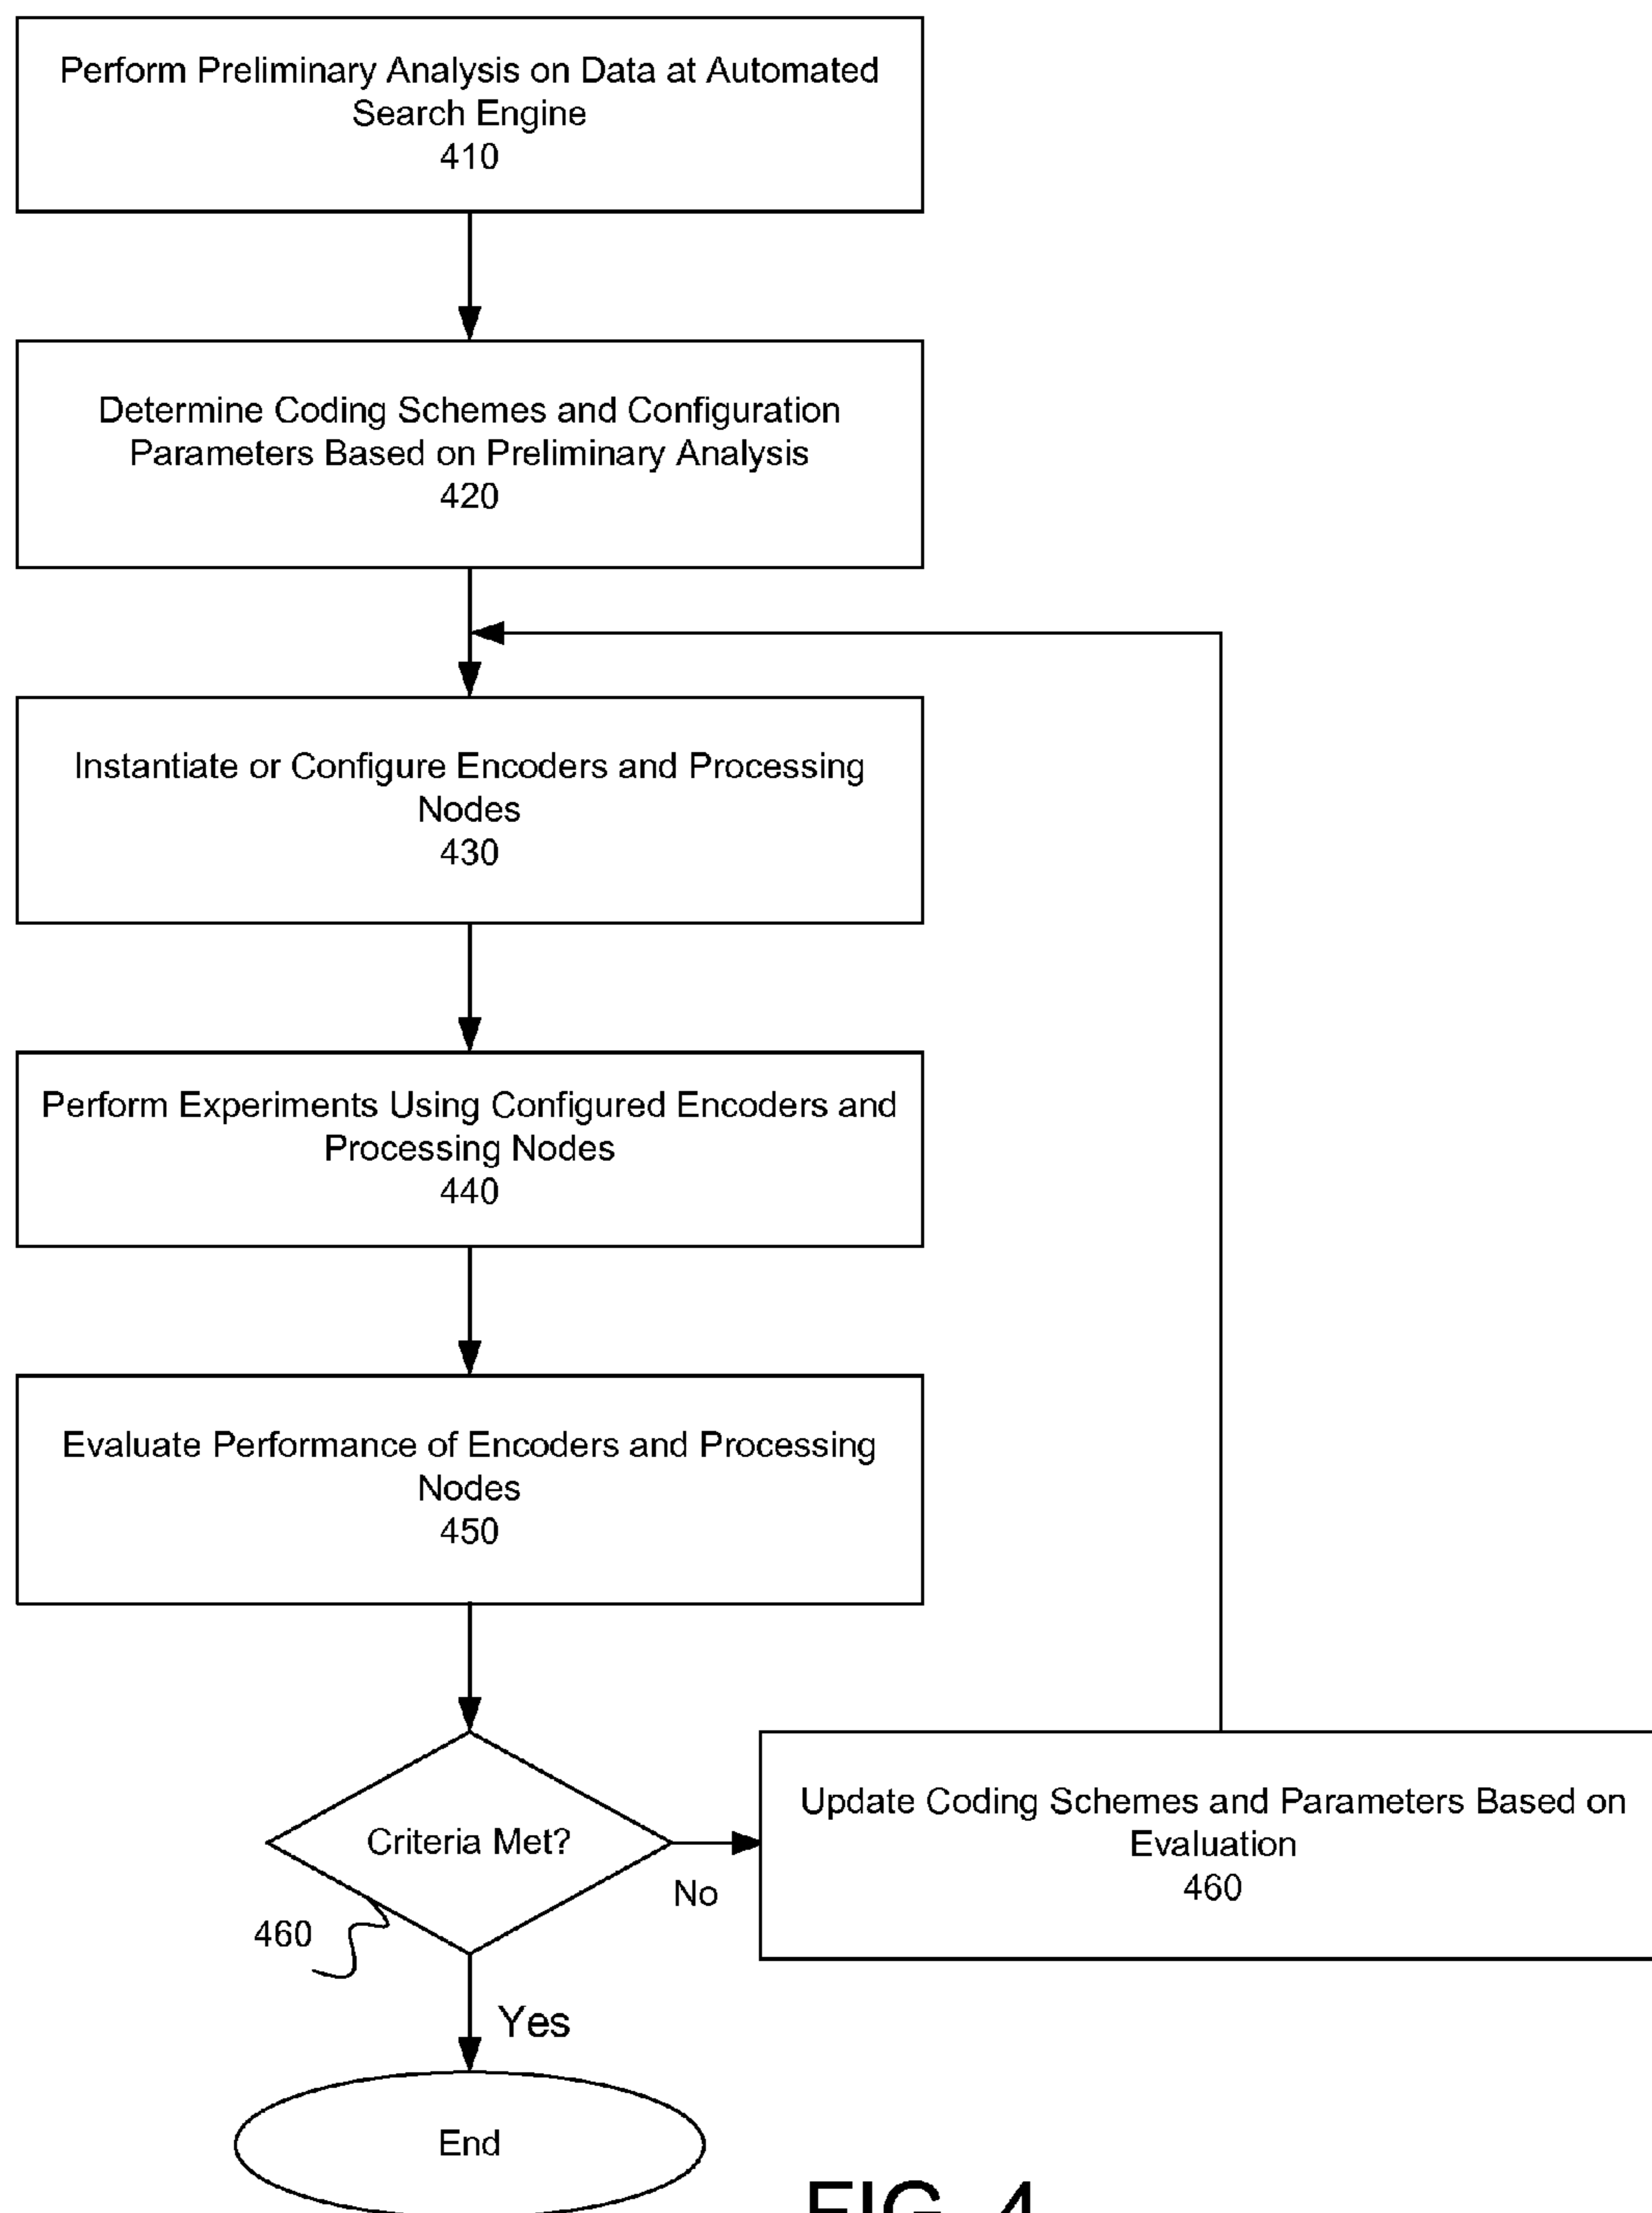 Perform Preliminary Analysis on Data at Automated
Search Engine
410
Determine Coding Schemes and Configuration
Parameters Based on Preliminary Analysis
420
Instantiate or Configure Encoders and Processing
Nodes
430
Perform Experiments Using Configured Encoders and
Processing Nodes
440
Evaluate Performance of Encoders and Processing
Nodes
450
Criteria Met?
No
Update Coding Schemes and Parameters Based on
Evaluation
460
460
Yes
End
FIG. 4